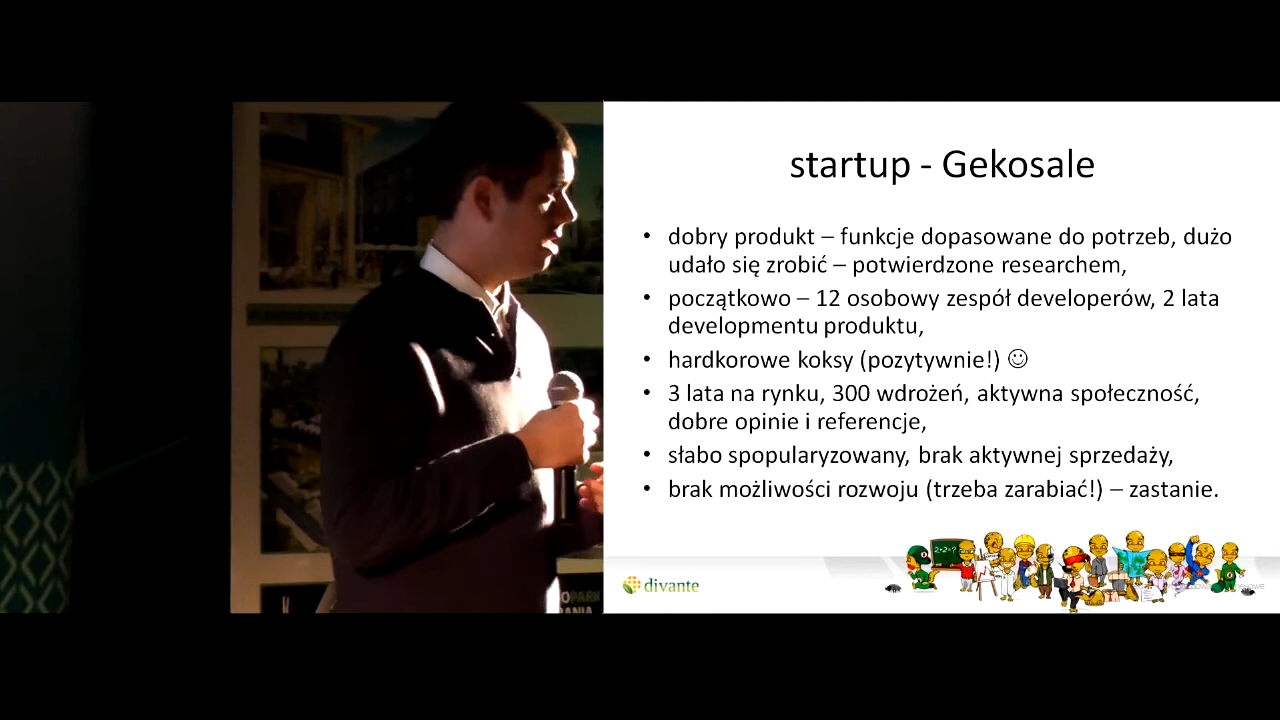 startup - Gekosale
• dobry produkt – funkcje dopasowane do potrzeb, dużo
udało się zrobić – potwierdzone researchem,
• początkowo – 12 osobowy zespół developerów, 2 lata
developmentu produktu,
• hardkorowe koksy (pozytywnie!) ☺
• 3 lata na rynku, 300 wdrożeń, aktywna społeczność,
dobre opinie i referencje,
• słabo spopularyzowany, brak aktywnej sprzedaży,
• brak możliwości rozwoju (trzeba zarabiać!) – zastanie.
2+2=?
divante